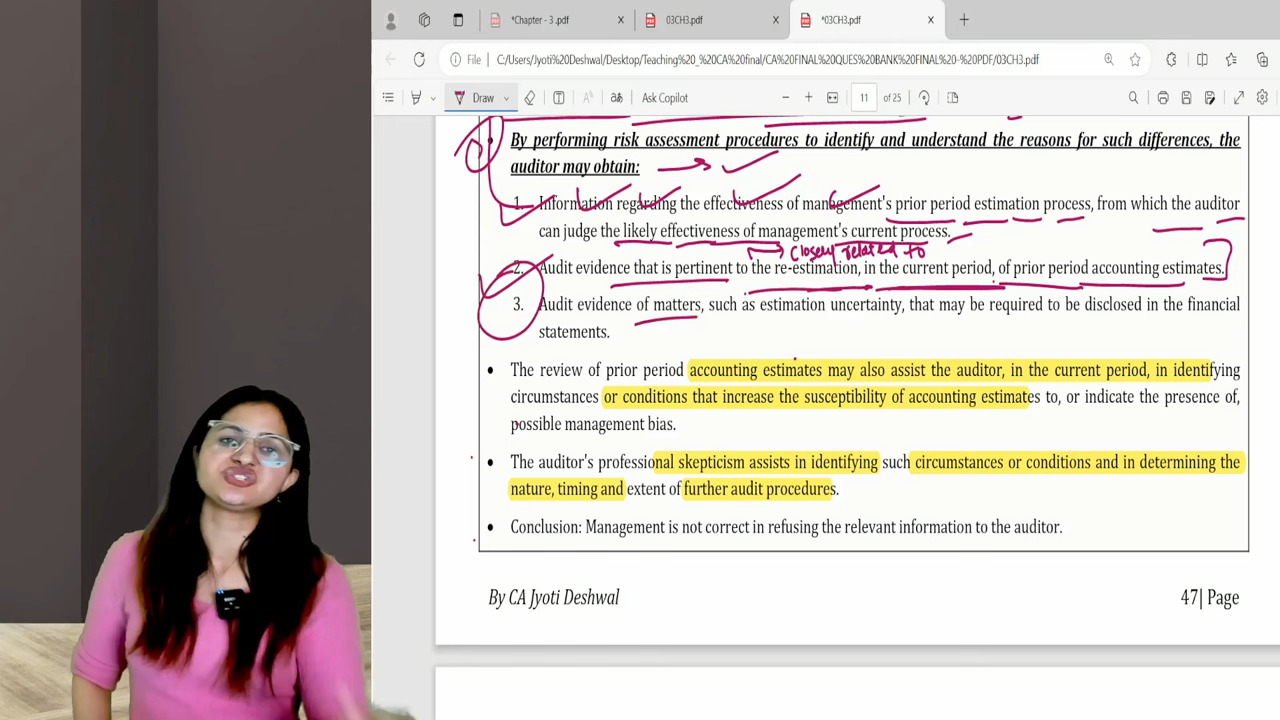 *Chapter - 3 .pdf
03CH3.pdf
*03CH3.pdf
File
C:/Users/Jyoti%20Deshwal/Desktop/Teaching%20_%20CA%20final/CA%20FINAL%20QUES%20BANK%20FINAL%20-%20PDF/03CH3.pdf
Draw
Ask Copilot
11 of 25
• By performing risk assessment procedures to identify and understand the reasons for such differences, the
auditor may obtain:
1. Information regarding the effectiveness of management's prior period estimation process, from which the auditor
can judge the likely effectiveness of management's current process.
closely related to
2. Audit evidence that is pertinent to the re-estimation, in the current period, of prior period accounting estimates.
3. Audit evidence of matters, such as estimation uncertainty, that may be required to be disclosed in the financial
statements.
• The review of prior period accounting estimates may also assist the auditor, in the current period, in identifying
circumstances or conditions that increase the susceptibility of accounting estimates to, or indicate the presence of,
possible management bias.
• The auditor's professional skepticism assists in identifying such circumstances or conditions and in determining the
nature, timing and extent of further audit procedures.
• Conclusion: Management is not correct in refusing the relevant information to the auditor.
By CA Jyoti Deshwal
47| Page